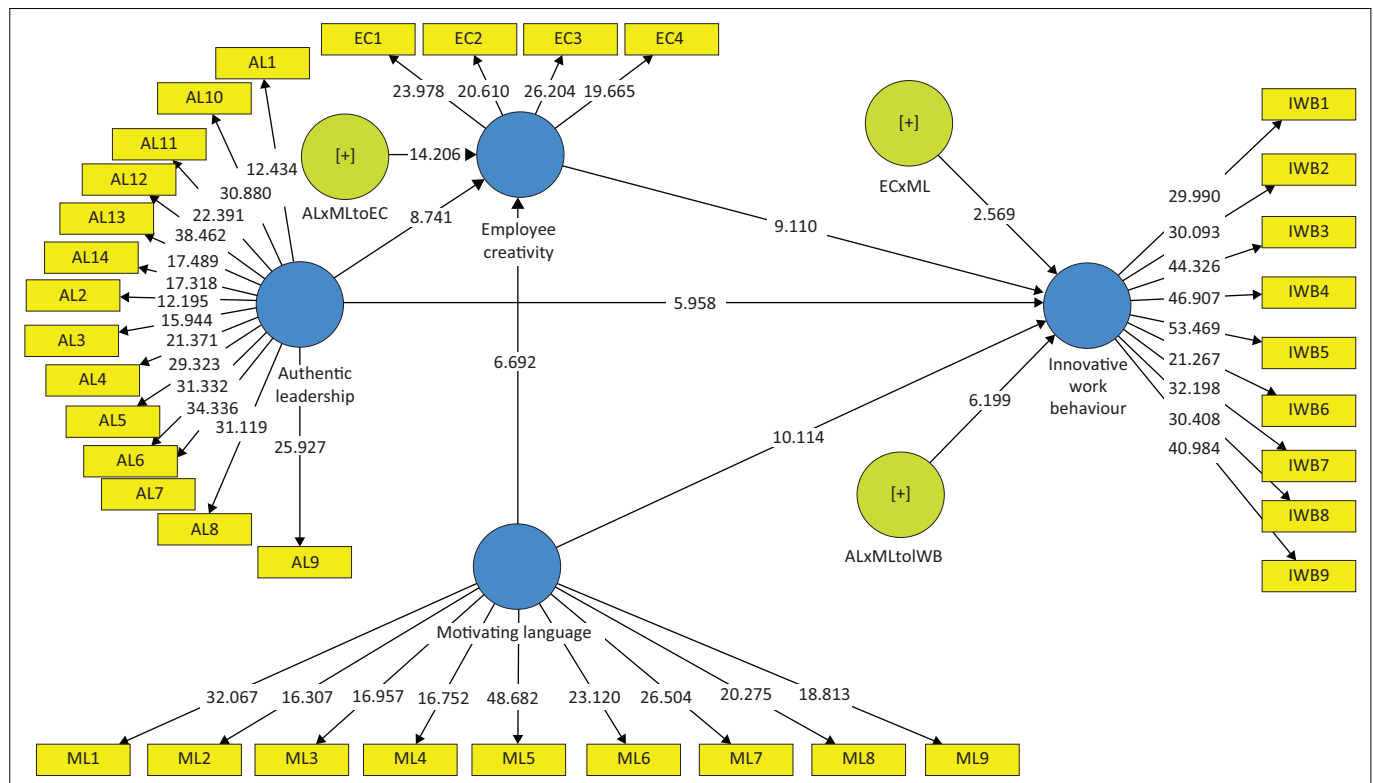 EC1
EC2
EC3
EC4
AL1
AL10
AL11
AL12
AL13
AL14
AL2
AL3
AL4
AL5
AL6
AL7
AL8
AL9
23.978
20.610
26.204
19.665
12.434
30.880
22.391
38.462
17.489
17.318
12.195
15.944
21.371
29.323
31.332
34.336
31.119
25.927
[+]
ALxMLtoEC
14.206
8.741
Employee
creativity
Authentic
leadership
6.692
9.110
5.958
10.114
[+]
ECxML
2.569
[+]
ALxMLtolWB
6.199
Innovative
work
behaviour
29.990
30.093
44.326
46.907
53.469
21.267
32.198
30.408
40.984
IWB1
IWB2
IWB3
IWB4
IWB5
IWB6
IWB7
IWB8
IWB9
Motivating language
32.067
16.307
16.957
16.752
48.682
23.120
26.504
20.275
18.813
ML1
ML2
ML3
ML4
ML5
ML6
ML7
ML8
ML9